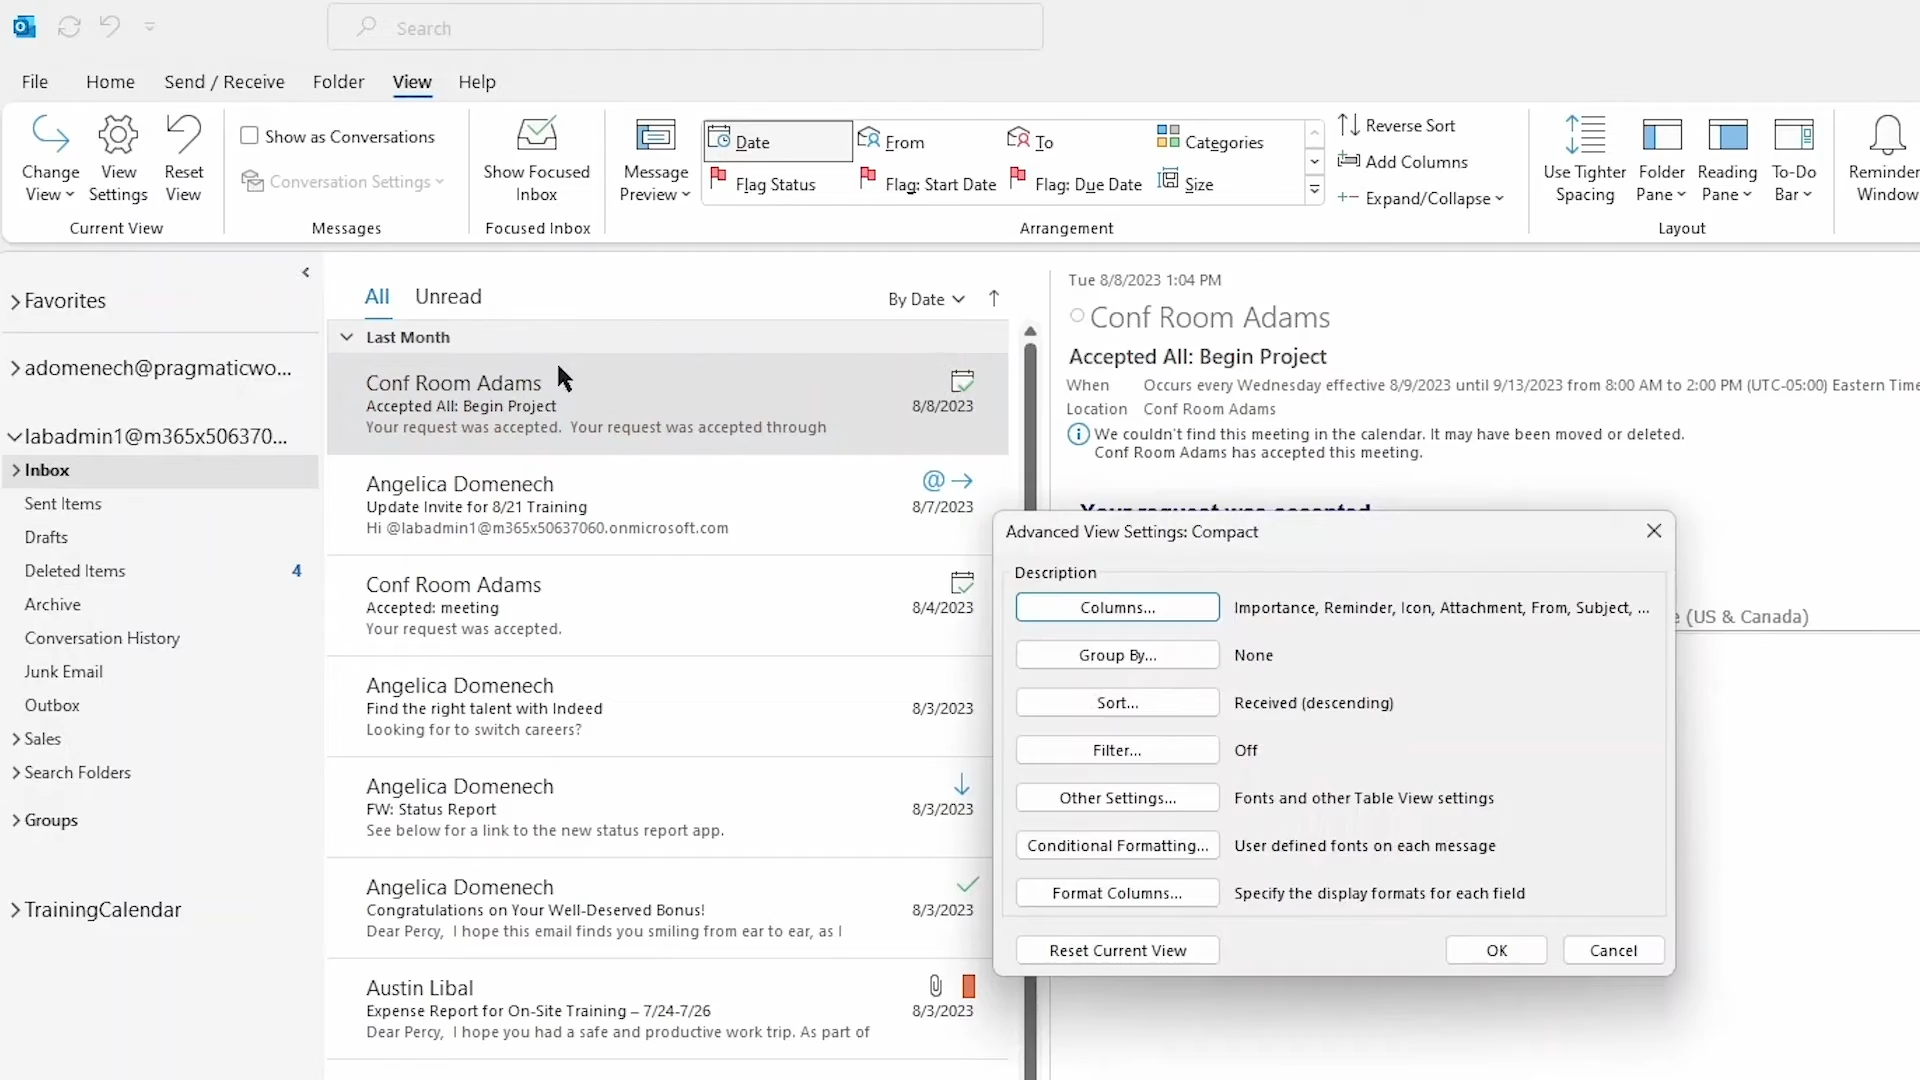 Search
File Home Send / Receive Folder View Help
Change View
View Settings
Reset View
Current View
Show as Conversations
Conversation Settings
Messages
Show Focused Inbox
Focused Inbox
Message Preview
Date From To Categories
Flag Status Flag: Start Date Flag: Due Date Size
Reverse Sort
Add Columns
Expand/Collapse
Arrangement
Use Tighter Spacing
Folder Pane
Reading Pane
To-Do Bar
Layout
Reminder
Window
Favorites
adomenech@pragmaticwo...
labadmin1@m365x506370...
Inbox
Sent Items
Drafts
Deleted Items 4
Archive
Conversation History
Junk Email
Outbox
Sales
Search Folders
Groups
TrainingCalendar
All Unread By Date
Last Month
Conf Room Adams
Accepted All: Begin Project 8/8/2023
Your request was accepted. Your request was accepted through
Angelica Domenech @
Update Invite for 8/21 Training 8/7/2023
Hi @labadmin1@m365x50637060.onmicrosoft.com
Conf Room Adams
Accepted: meeting 8/4/2023
Your request was accepted.
Angelica Domenech
Find the right talent with Indeed 8/3/2023
Looking for to switch careers?
Angelica Domenech
FW: Status Report 8/3/2023
See below for a link to the new status report app.
Angelica Domenech
Congratulations on Your Well-Deserved Bonus! 8/3/2023
Dear Percy, I hope this email finds you smiling from ear to ear, as I
Austin Libal
Expense Report for On-Site Training – 7/24-7/26 8/3/2023
Dear Percy, I hope you had a safe and productive work trip. As part of
Tue 8/8/2023 1:04 PM
Conf Room Adams
Accepted All: Begin Project
When Occurs every Wednesday effective 8/9/2023 until 9/13/2023 from 8:00 AM to 2:00 PM (UTC-05:00) Eastern Time
Location Conf Room Adams
We couldn't find this meeting in the calendar. It may have been moved or deleted.
Conf Room Adams has accepted this meeting.
Your request was accepted
e (US & Canada)
Advanced View Settings: Compact
Description
Columns... Importance, Reminder, Icon, Attachment, From, Subject, ...
Group By... None
Sort... Received (descending)
Filter... Off
Other Settings... Fonts and other Table View settings
Conditional Formatting... User defined fonts on each message
Format Columns... Specify the display formats for each field
Reset Current View OK Cancel